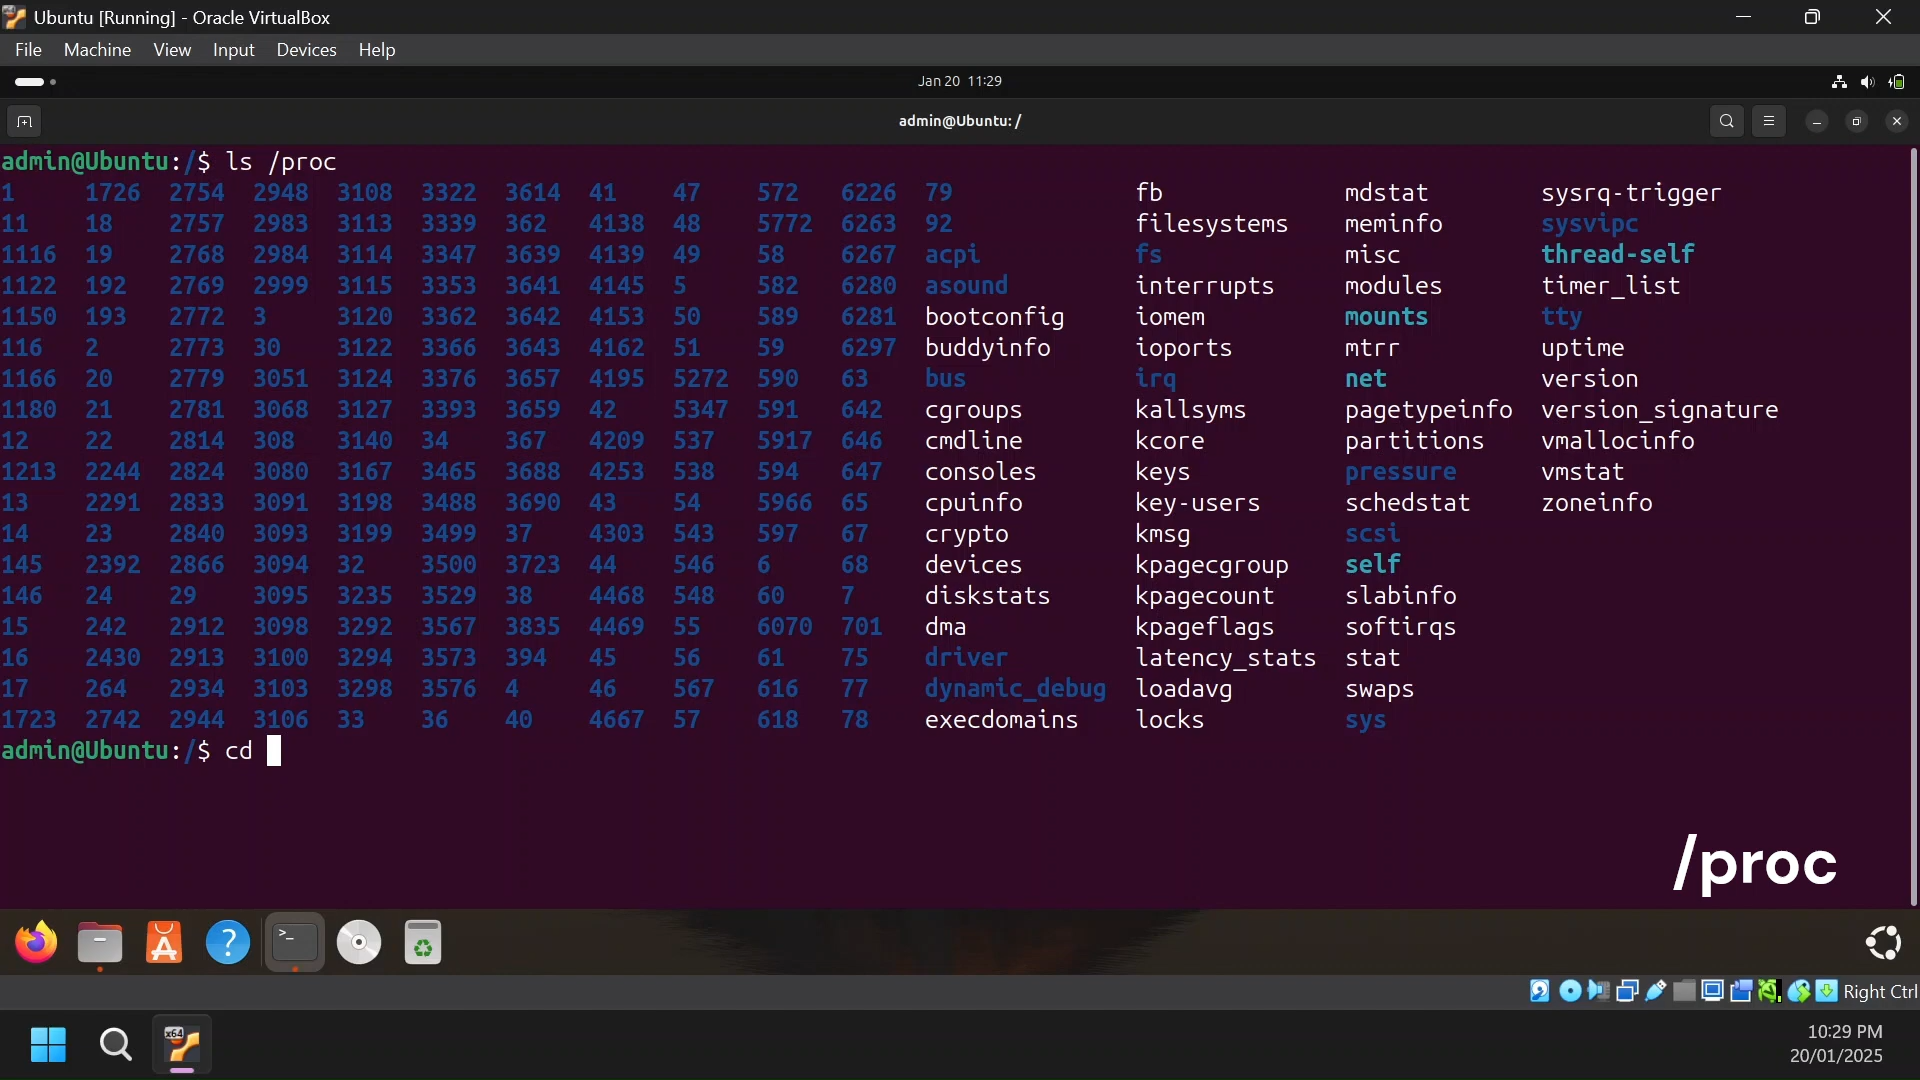 Ubuntu [Running] - Oracle VirtualBox
File Machine View Input Devices Help
Jan 20 11:29
admin@Ubuntu: /
admin@Ubuntu:/$ ls /proc
1 1726 2754 2948 3108 3322 3614 41 47 572 6226 79 fb mdstat sysrq-trigger
11 18 2757 2983 3113 3339 362 4138 48 5772 6263 92 filesystems meminfo sysvipc
1116 19 2768 2984 3114 3347 3639 4139 49 58 6267 acpi fs misc thread-self
1122 192 2769 2999 3115 3353 3641 4145 5 582 6280 asound interrupts modules timer_list
1150 193 2772 3 3120 3362 3642 4153 50 589 6281 bootconfig iomem mounts tty
116 2 2773 30 3122 3366 3643 4162 51 59 6297 buddyinfo ioports mtrr uptime
1166 20 2779 3051 3124 3376 3657 4195 5272 590 63 bus irq net version
1180 21 2781 3068 3127 3393 3659 42 5347 591 642 cgroups kallsyms pagetypeinfo version_signature
12 22 2814 308 3140 34 367 4209 537 5917 646 cmdline kcore partitions vmallocinfo
1213 2244 2824 3080 3167 3465 3688 4253 538 594 647 consoles keys pressure vmstat
13 2291 2833 3091 3198 3488 3690 43 54 5966 65 cpuinfo key-users schedstat zoneinfo
14 23 2840 3093 3199 3499 37 4303 543 597 67 crypto kmsg scsi
145 2392 2866 3094 32 3500 3723 44 546 6 68 devices kpagecgroup self
146 24 29 3095 3235 3529 38 4468 548 60 7 diskstats kpagecount slabinfo
15 242 2912 3098 3292 3567 3835 4469 55 6070 701 dma kpageflags softirqs
16 2430 2913 3100 3294 3573 394 45 56 61 75 driver latency_stats stat
17 264 2934 3103 3298 3576 4 46 567 616 77 dynamic_debug loadavg swaps
1723 2742 2944 3106 33 36 40 4667 57 618 78 execdomains locks sys
admin@Ubuntu:/$ cd
/proc
Right Ctrl
x64
10:29 PM
20/01/2025